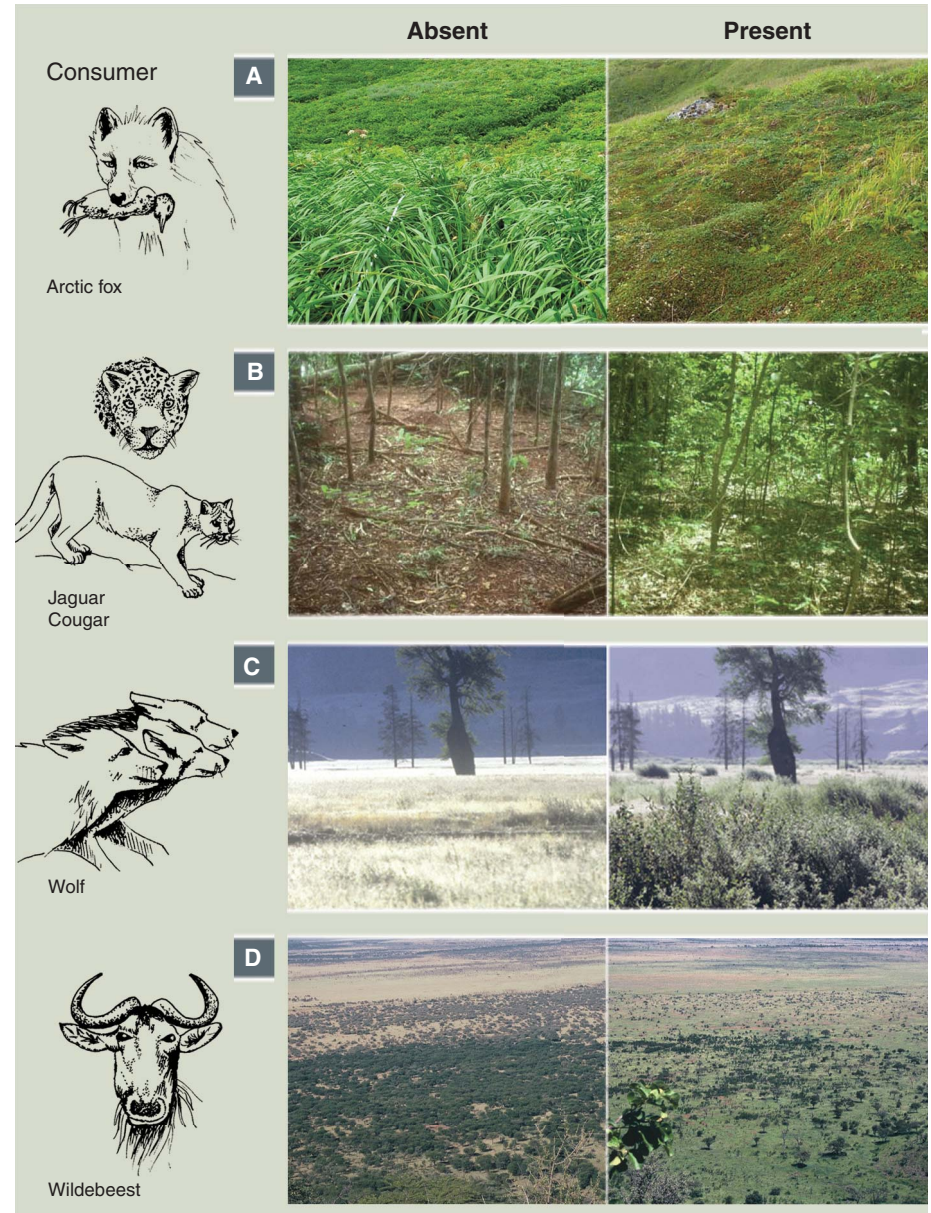 Absent Present
Consumer
A
Arctic fox
B
Jaguar
Cougar
C
Wolf
D
Wildebeest